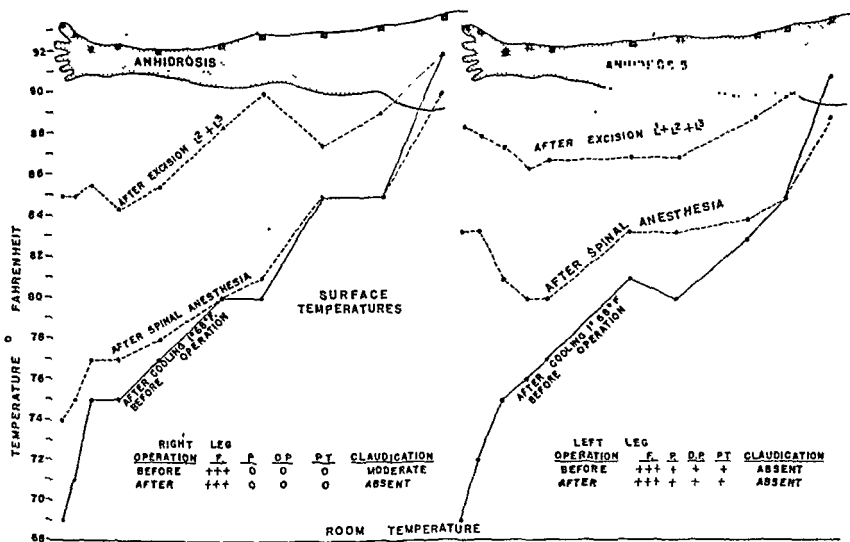 ANHIDROSIS
AFTER EXCISION L2+L3
AFTER SPINAL ANESTHESIA
AFTER COOLING 1° 68°F.
BEFORE OPERATION
SURFACE
TEMPERATURES
AFTER EXCISION L1+L2+L3
AFTER SPINAL ANESTHESIA
AFTER COOLING 1° 68°F
BEFORE OPERATION
TEMPERATURE ° FAHRENHEIT
92
90
88
86
84
82
80
78
76
74
72
70
68
RIGHT LEG
OPERATION F. P. D.P. P.T. CLAUDICATION
BEFORE +++ 0 0 0 MODERATE
AFTER +++ 0 0 0 ABSENT
LEFT LEG
OPERATION F. P. D.P. PT CLAUDICATION
BEFORE +++ + + + ABSENT
AFTER +++ + + + ABSENT
ROOM TEMPERATURE